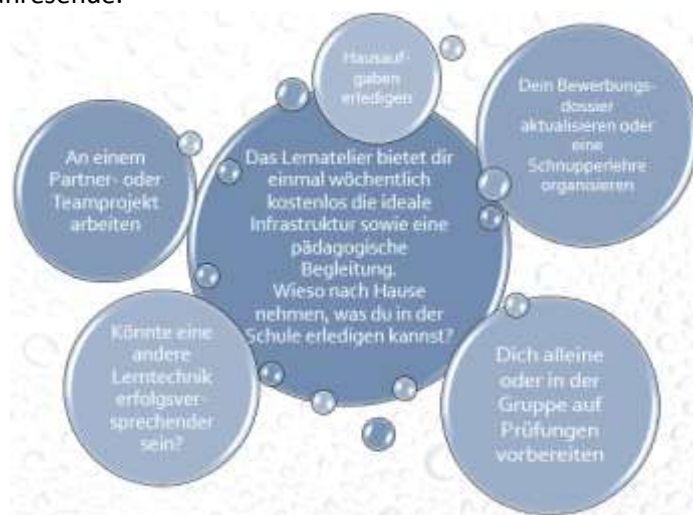 Jahresende.
Hausauf-
gaben
erledigen
Dein Bewerbungs-
dossier
aktualisieren oder
eine
Schnupperlehre
organisieren
An einem
Partner- oder
Teamprojekt
arbeiten
Das Lernatelier bietet dir
einmal wöchentlich
kostenlos die ideale
Infrastruktur sowie eine
pädagogische
Begleitung.
Wieso nach Hause
nehmen, was du in der
Schule erledigen kannst?
Könnte eine
andere
Lerntechnik
erfolgsver-
sprechender
sein?
Dich alleine
oder in der
Gruppe auf
Prüfungen
vorbereiten